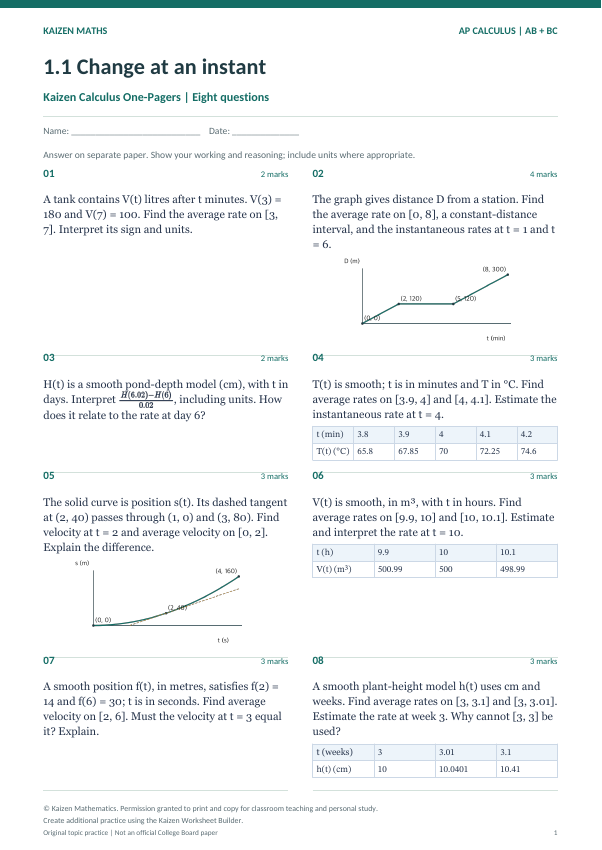 KAIZEN MATHS
AP CALCULUS | AB + BC
1.1 Change at an instant
Kaizen Calculus One-Pagers | Eight questions
Name: ____________________________ Date: ______________
Answer on separate paper. Show your working and reasoning; include units where appropriate.
01 2 marks
A tank contains V(t) litres after t minutes. V(3) =
180 and V(7) = 100. Find the average rate on [3,
7]. Interpret its sign and units.
02 4 marks
The graph gives distance D from a station. Find
the average rate on [0, 8], a constant-distance
interval, and the instantaneous rates at t = 1 and t
= 6.
D (m)
(8, 300)
(2, 120)
(5, 120)
(0, 0)
t (min)
03 2 marks
H(t) is a smooth pond-depth model (cm), with t in
days. Interpret H(6.02)−H(6)/0.02, including units. How
does it relate to the rate at day 6?
04 3 marks
T(t) is smooth; t is in minutes and T in °C. Find
average rates on [3.9, 4] and [4, 4.1]. Estimate the
instantaneous rate at t = 4.
t (min) 3.8 3.9 4 4.1 4.2
T(t) (°C) 65.8 67.85 70 72.25 74.6
05 3 marks
The solid curve is position s(t). Its dashed tangent
at (2, 40) passes through (1, 0) and (3, 80). Find
velocity at t = 2 and average velocity on [0, 2].
Explain the difference.
s (m)
(4, 160)
(2, 40)
(0, 0)
t (s)
06 3 marks
V(t) is smooth, in m³, with t in hours. Find
average rates on [9.9, 10] and [10, 10.1]. Estimate
and interpret the rate at t = 10.
t (h) 9.9 10 10.1
V(t) (m³) 500.99 500 498.99
07 3 marks
A smooth position f(t), in metres, satisfies f(2) =
14 and f(6) = 30; t is in seconds. Find average
velocity on [2, 6]. Must the velocity at t = 3 equal
it? Explain.
08 3 marks
A smooth plant-height model h(t) uses cm and
weeks. Find average rates on [3, 3.1] and [3, 3.01].
Estimate the rate at week 3. Why cannot [3, 3] be
used?
t (weeks) 3 3.01 3.1
h(t) (cm) 10 10.0401 10.41
© Kaizen Mathematics. Permission granted to print and copy for classroom teaching and personal study.
Create additional practice using the Kaizen Worksheet Builder.
Original topic practice | Not an official College Board paper
1